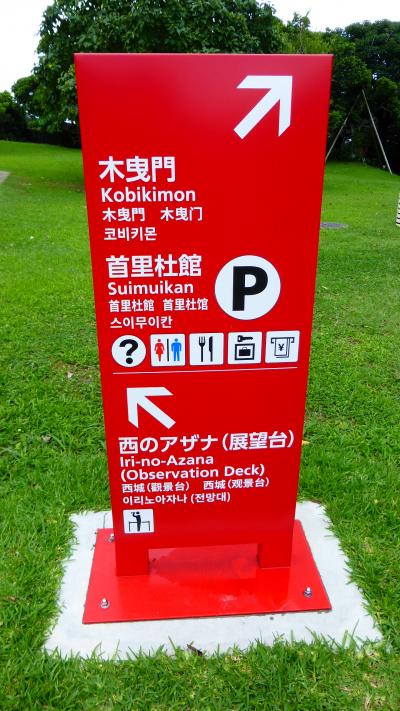 木曳門
Kobikimon
木曳門 木曳门
코비키몬
首里杜館
Suimuikan
首里杜館 首里杜馆
스이무이칸
P
?
¥
西のアザナ(展望台)
Iri-no-Azana
(Observation Deck)
西城(觀景台) 西城(观景台)
이리노아자나 (전망대)